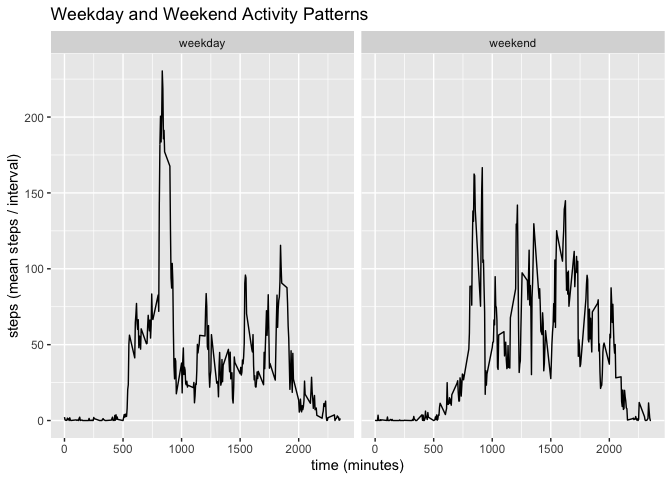 Weekday and Weekend Activity Patterns
weekday weekend
steps (mean steps / interval)
200
150
100
50
0
0 500 1000 1500 2000 0 500 1000 1500 2000
time (minutes)